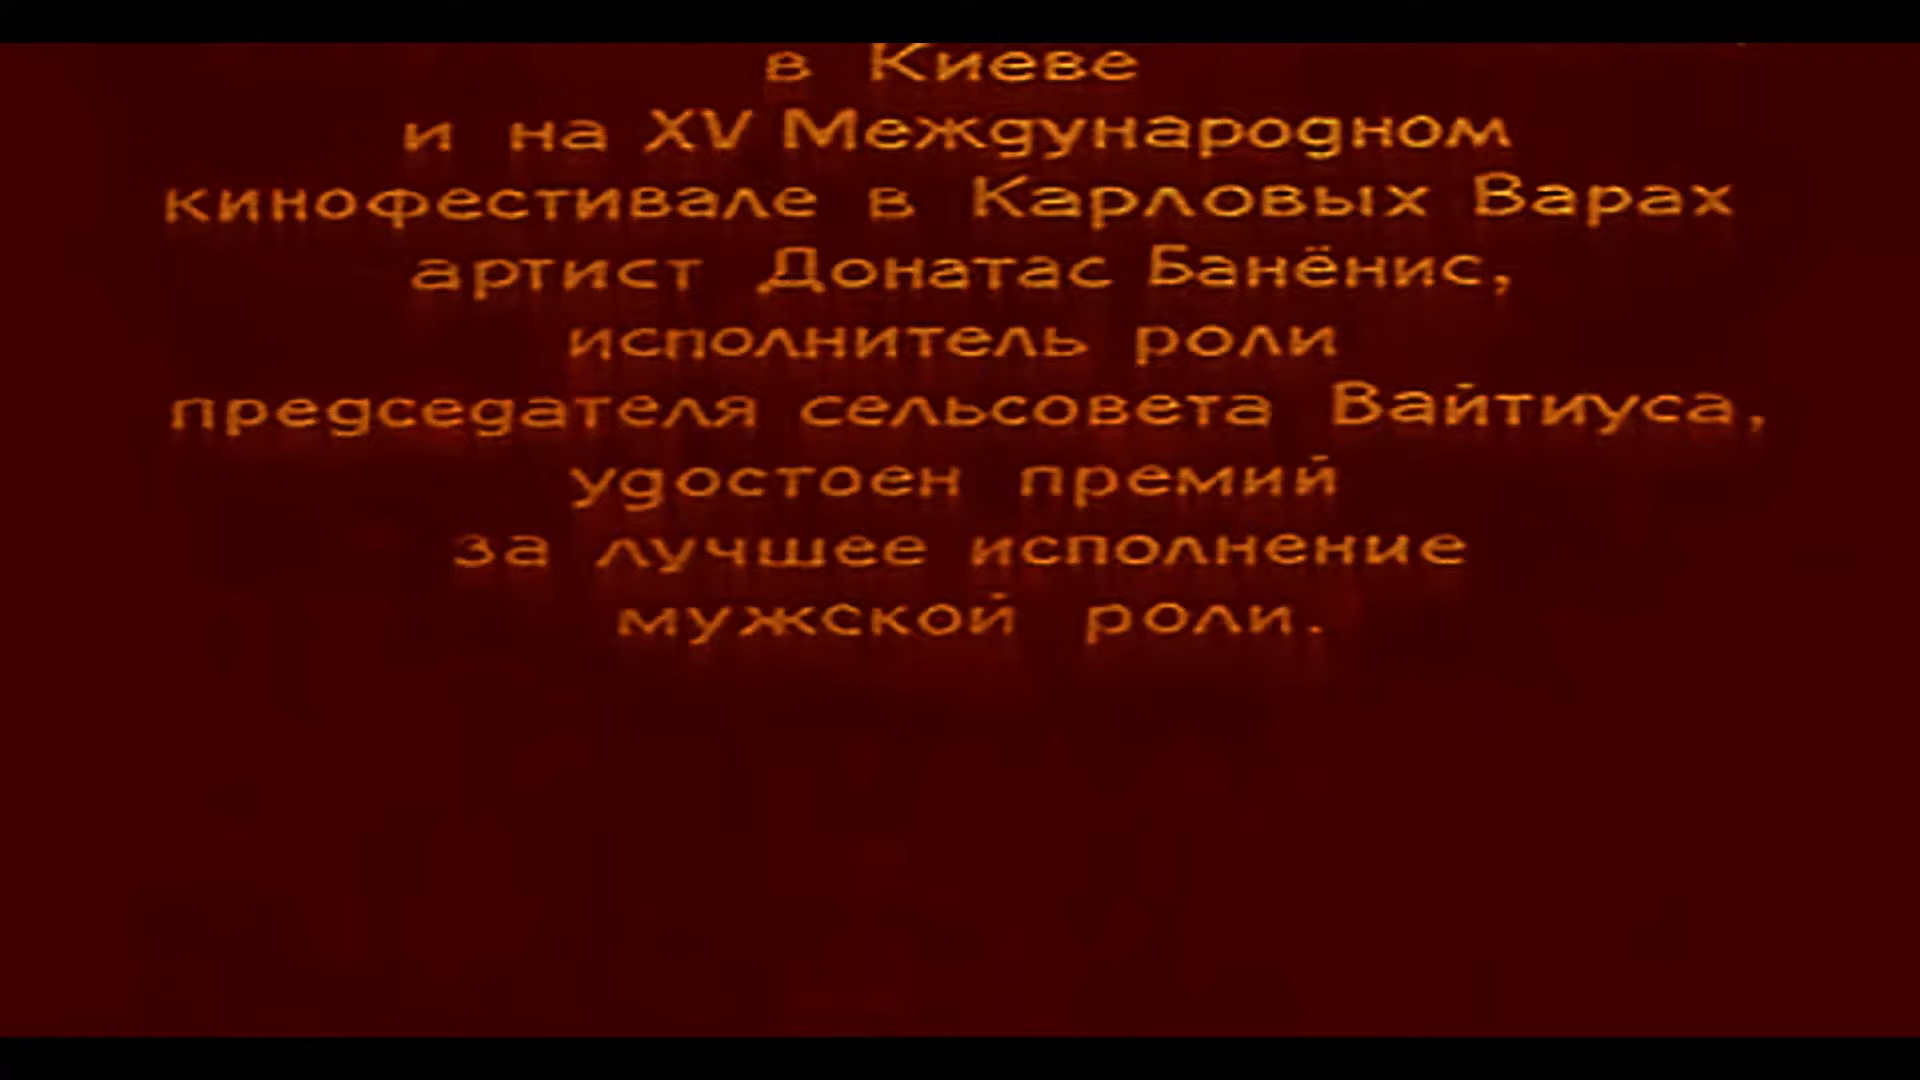 в Киеве
и на XV Международном
кинофестивале в Карловых Варах
артист Донатас Банёнис,
исполнитель роли
председателя сельсовета Вайтиуса,
удостоен премий
за лучшее исполнение
мужской роли.